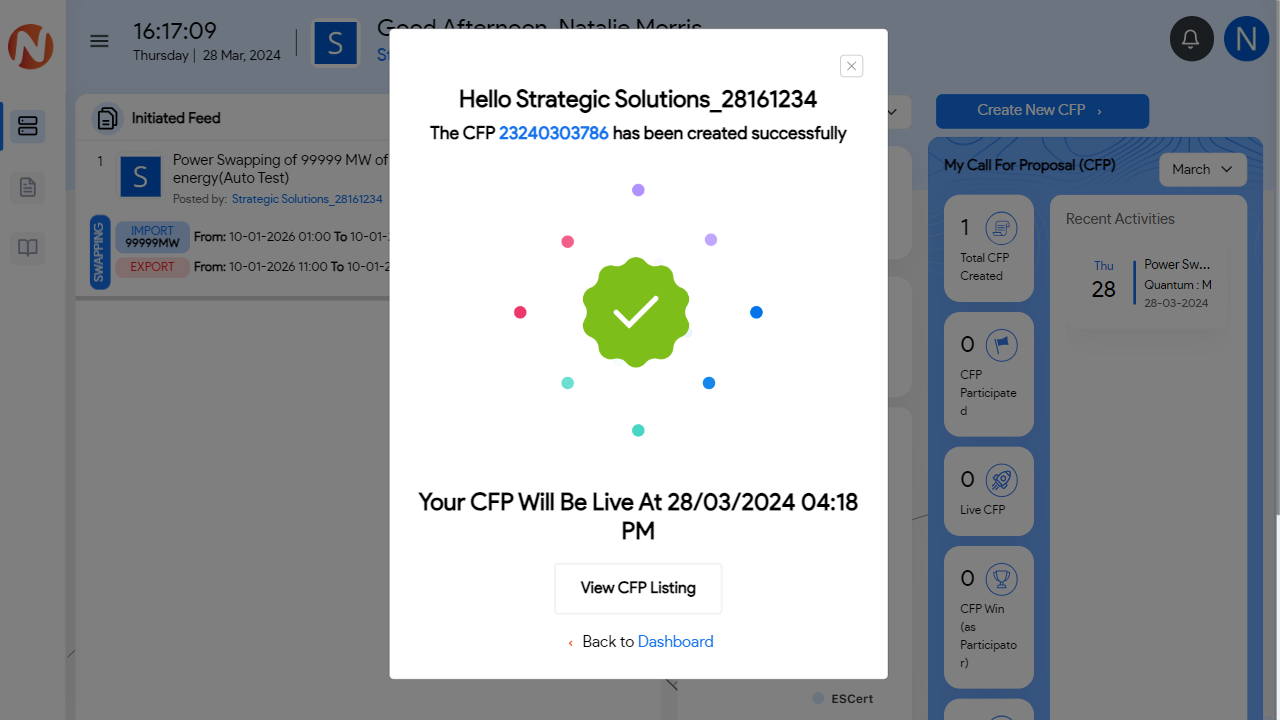 16:17:09
Thursday | 28 Mar, 2024
S
Good Afternoon, Natalie Morris
N
Initiated Feed
Create New CFP ›
1
S
Power Swapping of 99999 MW of
energy(Auto Test)
Posted by: Strategic Solutions_28161234
SWAPPING
IMPORT
99999MW
From: 10-01-2026 01:00 To 10-01-
EXPORT
From: 10-01-2026 11:00 To 10-01-2
Hello Strategic Solutions_28161234
The CFP 23240303786 has been created successfully
Your CFP Will Be Live At 28/03/2024 04:18
PM
View CFP Listing
‹ Back to Dashboard
My Call For Proposal (CFP)
March
1
Total CFP
Created
0
CFP
Participate
d
0
Live CFP
0
CFP Win
(as
Participato
r)
Recent Activities
Thu
28
Power Sw...
Quantum : M
28-03-2024
ESCert